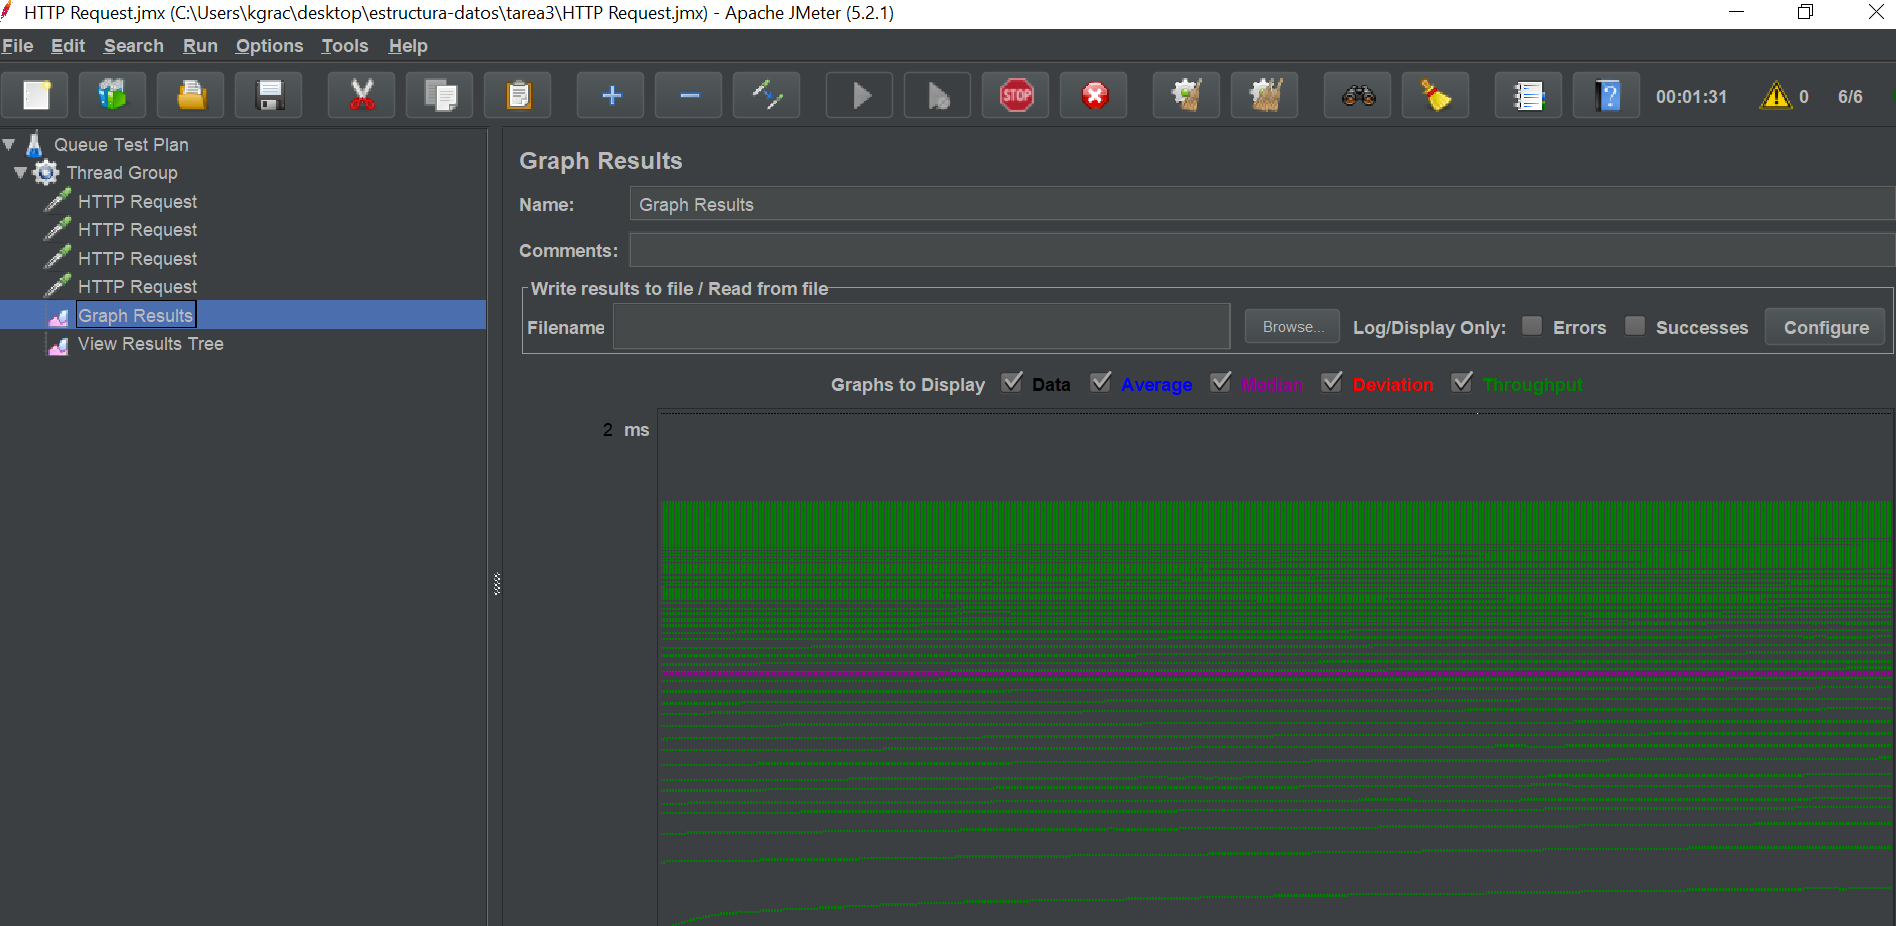 HTTP Request.jmx (C:\Users\kgrac\desktop\estructura-datos\tarea3\HTTP Request.jmx) - Apache JMeter (5.2.1)
File Edit Search Run Options Tools Help
STOP 00:01:31 0 6/6
Queue Test Plan
Thread Group
HTTP Request
HTTP Request
HTTP Request
HTTP Request
Graph Results
View Results Tree
Graph Results
Name: Graph Results
Comments:
Write results to file / Read from file
Filename Browse... Log/Display Only: Errors Successes Configure
Graphs to Display Data Average Median Deviation Throughput
2 ms